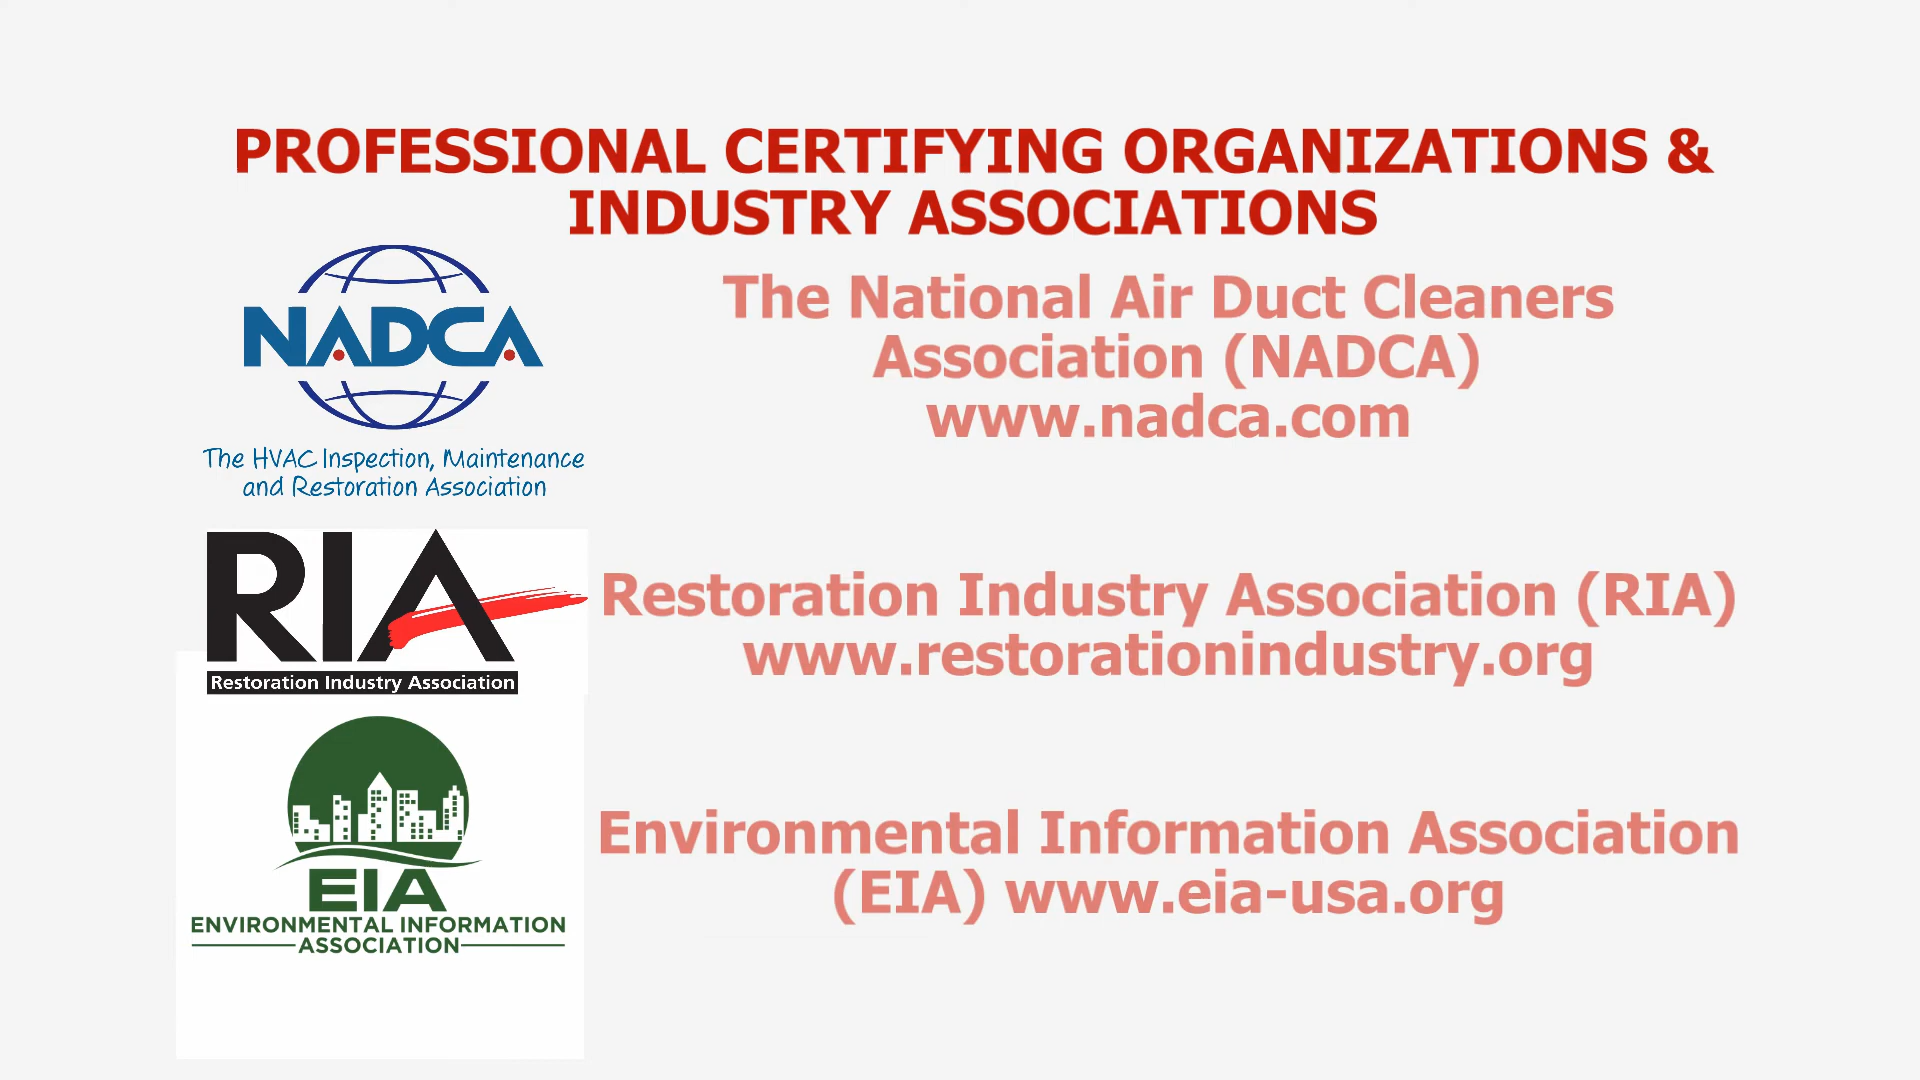 PROFESSIONAL CERTIFYING ORGANIZATIONS &
INDUSTRY ASSOCIATIONS
NADCA
The HVAC Inspection, Maintenance
and Restoration Association
The National Air Duct Cleaners
Association (NADCA)
www.nadca.com
RIA
Restoration Industry Association
Restoration Industry Association (RIA)
www.restorationindustry.org
EIA
ENVIRONMENTAL INFORMATION
ASSOCIATION
Environmental Information Association
(EIA) www.eia-usa.org